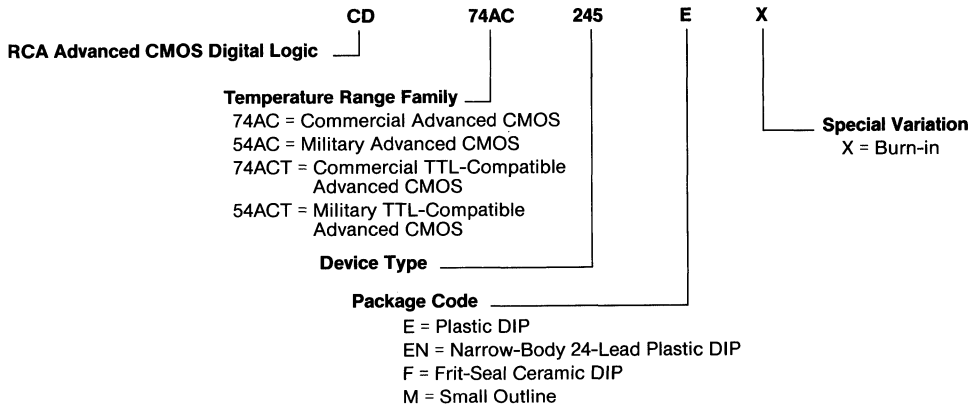 CD 74AC 245 E X
RCA Advanced CMOS Digital Logic
Temperature Range Family
74AC = Commercial Advanced CMOS
54AC = Military Advanced CMOS
74ACT = Commercial TTL-Compatible
Advanced CMOS
54ACT = Military TTL-Compatible
Advanced CMOS
Special Variation
X = Burn-in
Device Type
Package Code
E = Plastic DIP
EN = Narrow-Body 24-Lead Plastic DIP
F = Frit-Seal Ceramic DIP
M = Small Outline